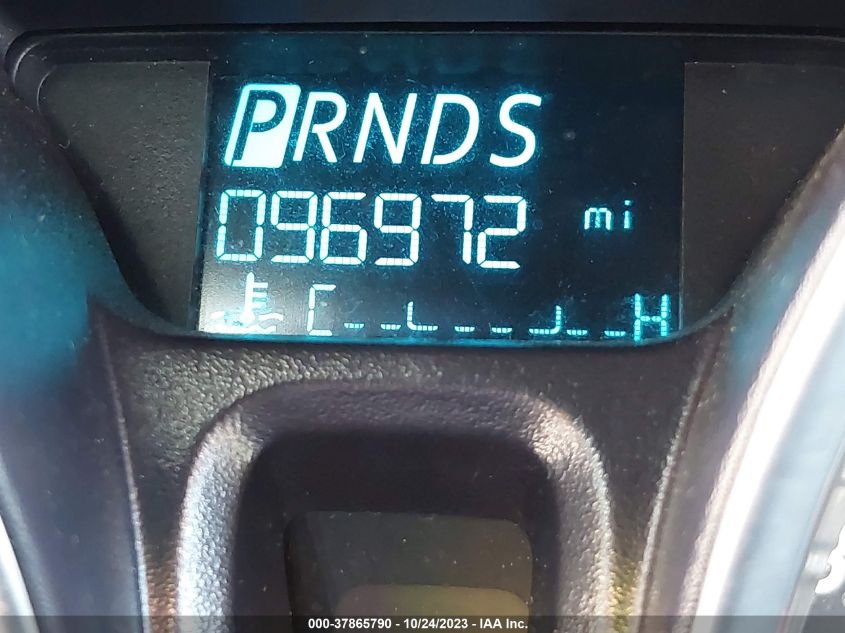 PRNDS
096972 mi
C H
000-37865790 - 10/24/2023 - IAA Inc.